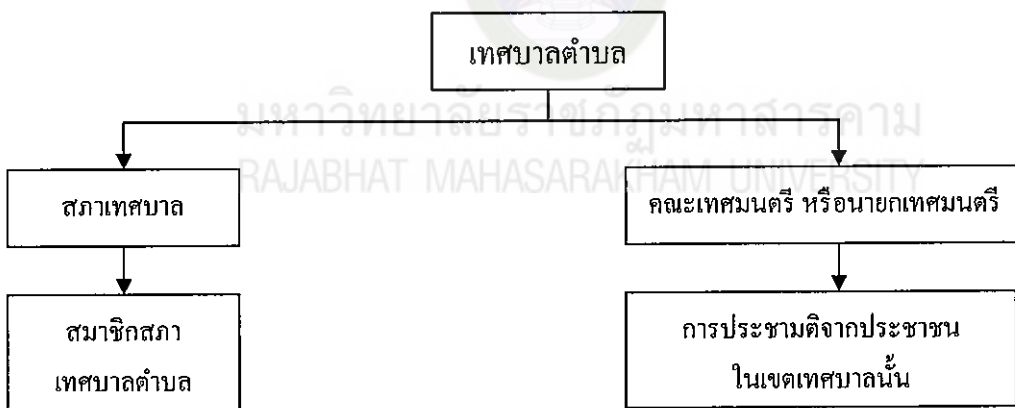 เทศบาลตำบล
มหาวิทยาลัยราชภัฏมหาสารคาม
RAJABHAT MAHASARAKHAM UNIVERSITY
สภาเทศบาล
คณะเทศมนตรี หรือนายกเทศมนตรี
สมาชิกสภา
เทศบาลตำบล
การประชามติจากประชาชน
ในเขตเทศบาลนั้น